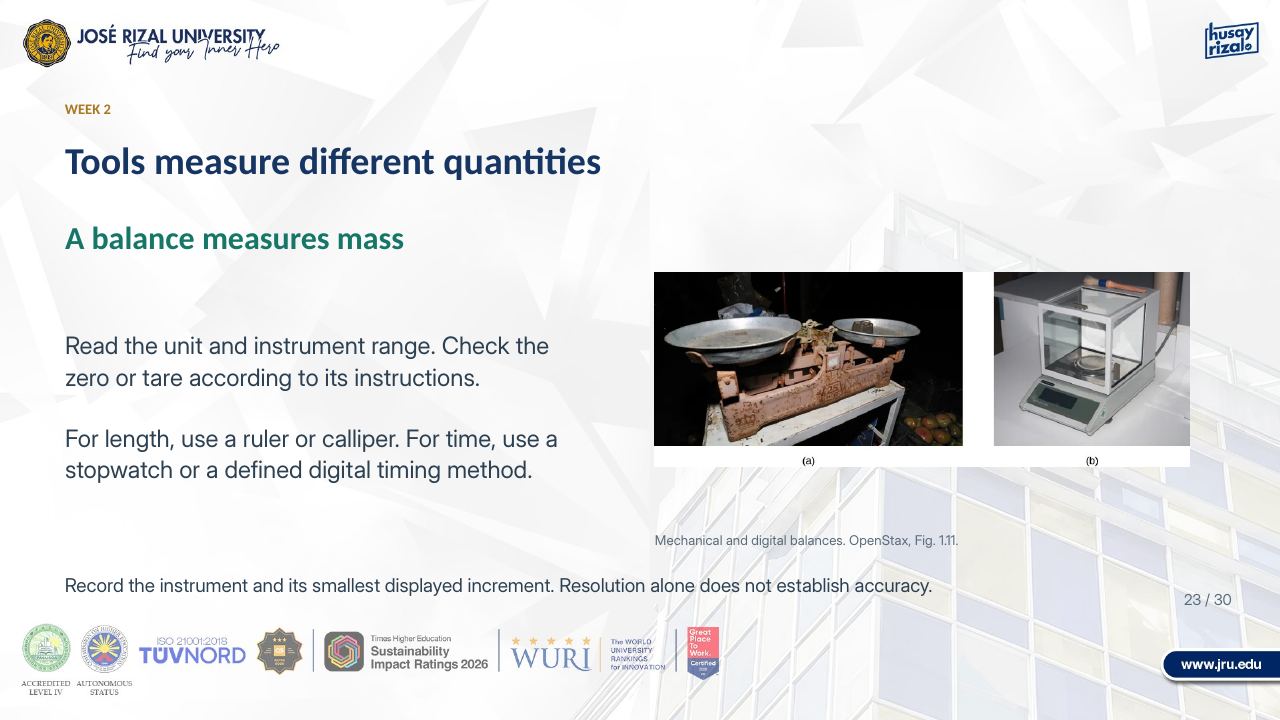 JOSÉ RIZAL UNIVERSITY
Find your Inner Hero
husay
rizal
WEEK 2
Tools measure different quantities
A balance measures mass
Read the unit and instrument range. Check the
zero or tare according to its instructions.
For length, use a ruler or calliper. For time, use a
stopwatch or a defined digital timing method.
(a)
(b)
Mechanical and digital balances. OpenStax, Fig. 1.11.
Record the instrument and its smallest displayed increment. Resolution alone does not establish accuracy.
23 / 30
ACCREDITED
LEVEL IV
AUTONOMOUS
STATUS
ISO 21001:2018
TÜVNORD
Times Higher Education
Sustainability
Impact Ratings 2026
WURI
The WORLD
UNIVERSITY
RANKINGS
for INNOVATION
Great
Place
To
Work.
Certified
www.jru.edu